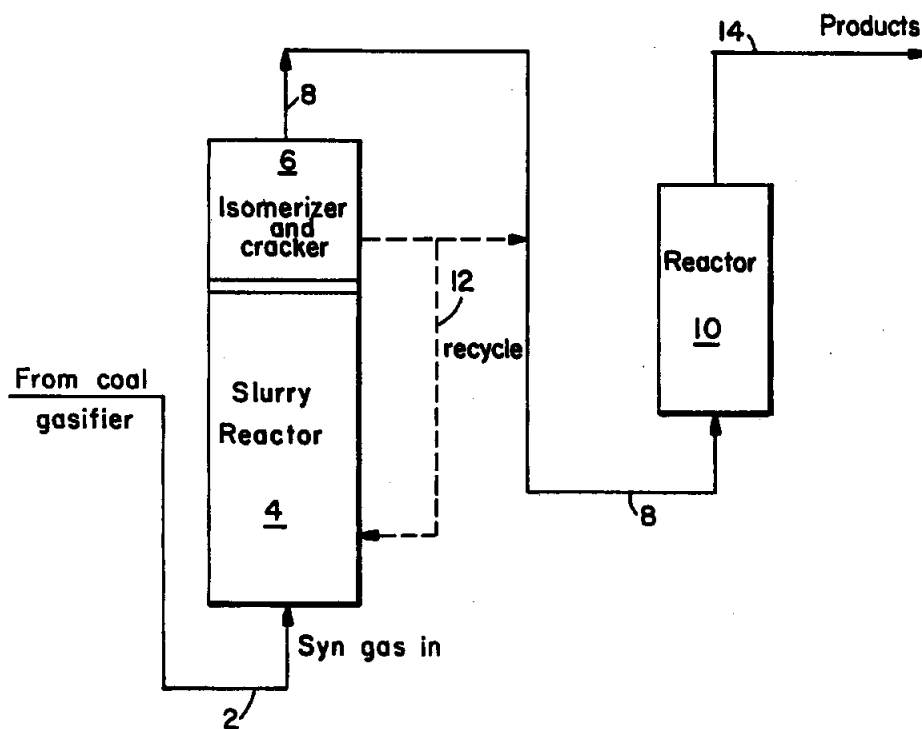 Products
14
8
6
Isomerizer
and
cracker
12
recycle
Reactor
10
From coal
gasifier
Slurry
Reactor
4
8
Syn gas in
2